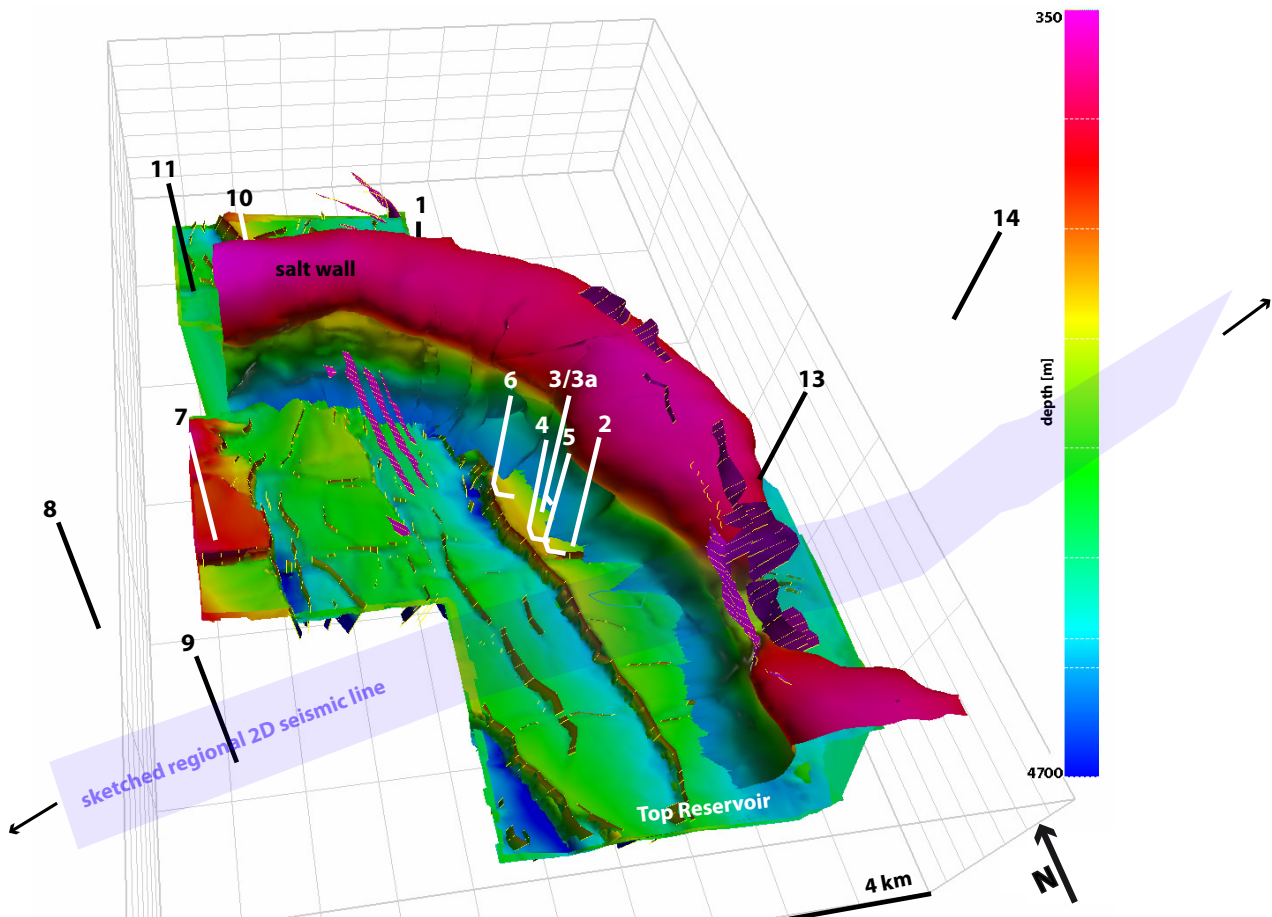 350
11
10
1
14
salt wall
13
6
3/3a
depth [m]
4
5
2
7
8
9
sketched regional 2D seismic line
4700
Top Reservoir
4 km
N